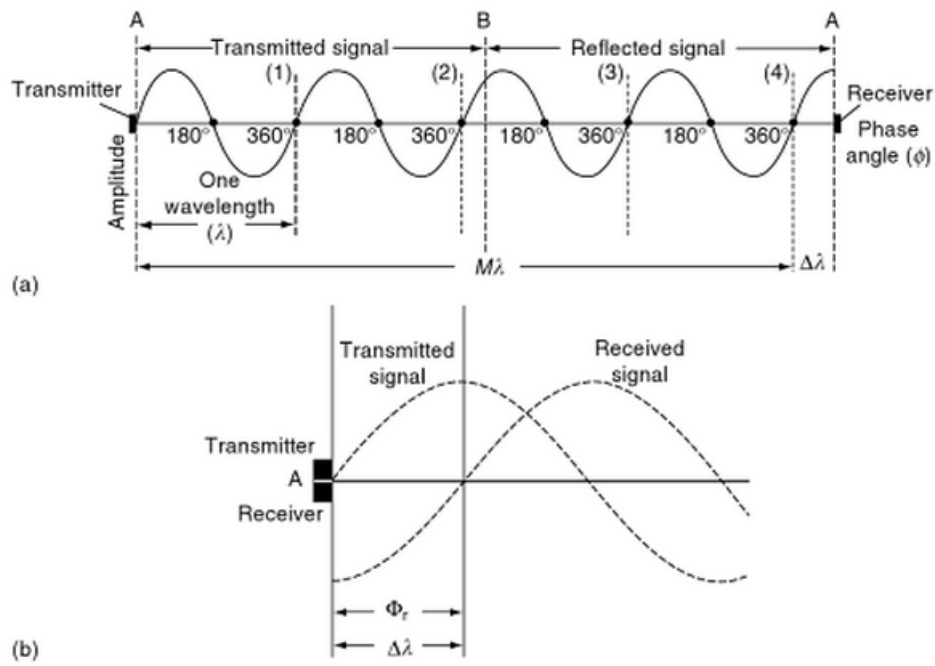 A B A
Transmitted signal Reflected signal
(1) (2) (3) (4)
Transmitter Receiver
180° 360° 180° 360° 180° 360° 180° 360°
Phase
angle (ϕ)
Amplitude
One
wavelength
(λ)
Mλ Δλ
(a)
Transmitted
signal
Received
signal
Transmitter
A
Receiver
Φr
Δλ
(b)